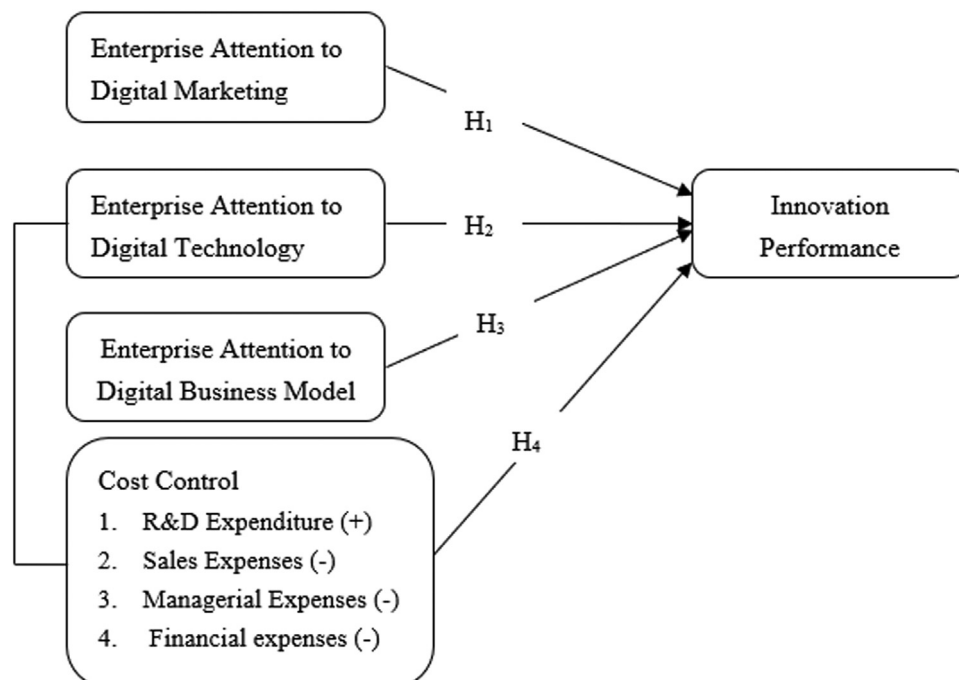 Enterprise Attention to
Digital Marketing
H₁
Enterprise Attention to
Digital Technology
H₂
Innovation
Performance
Enterprise Attention to
Digital Business Model
H₃
H₄
Cost Control
1. R&D Expenditure (+)
2. Sales Expenses (-)
3. Managerial Expenses (-)
4. Financial expenses (-)